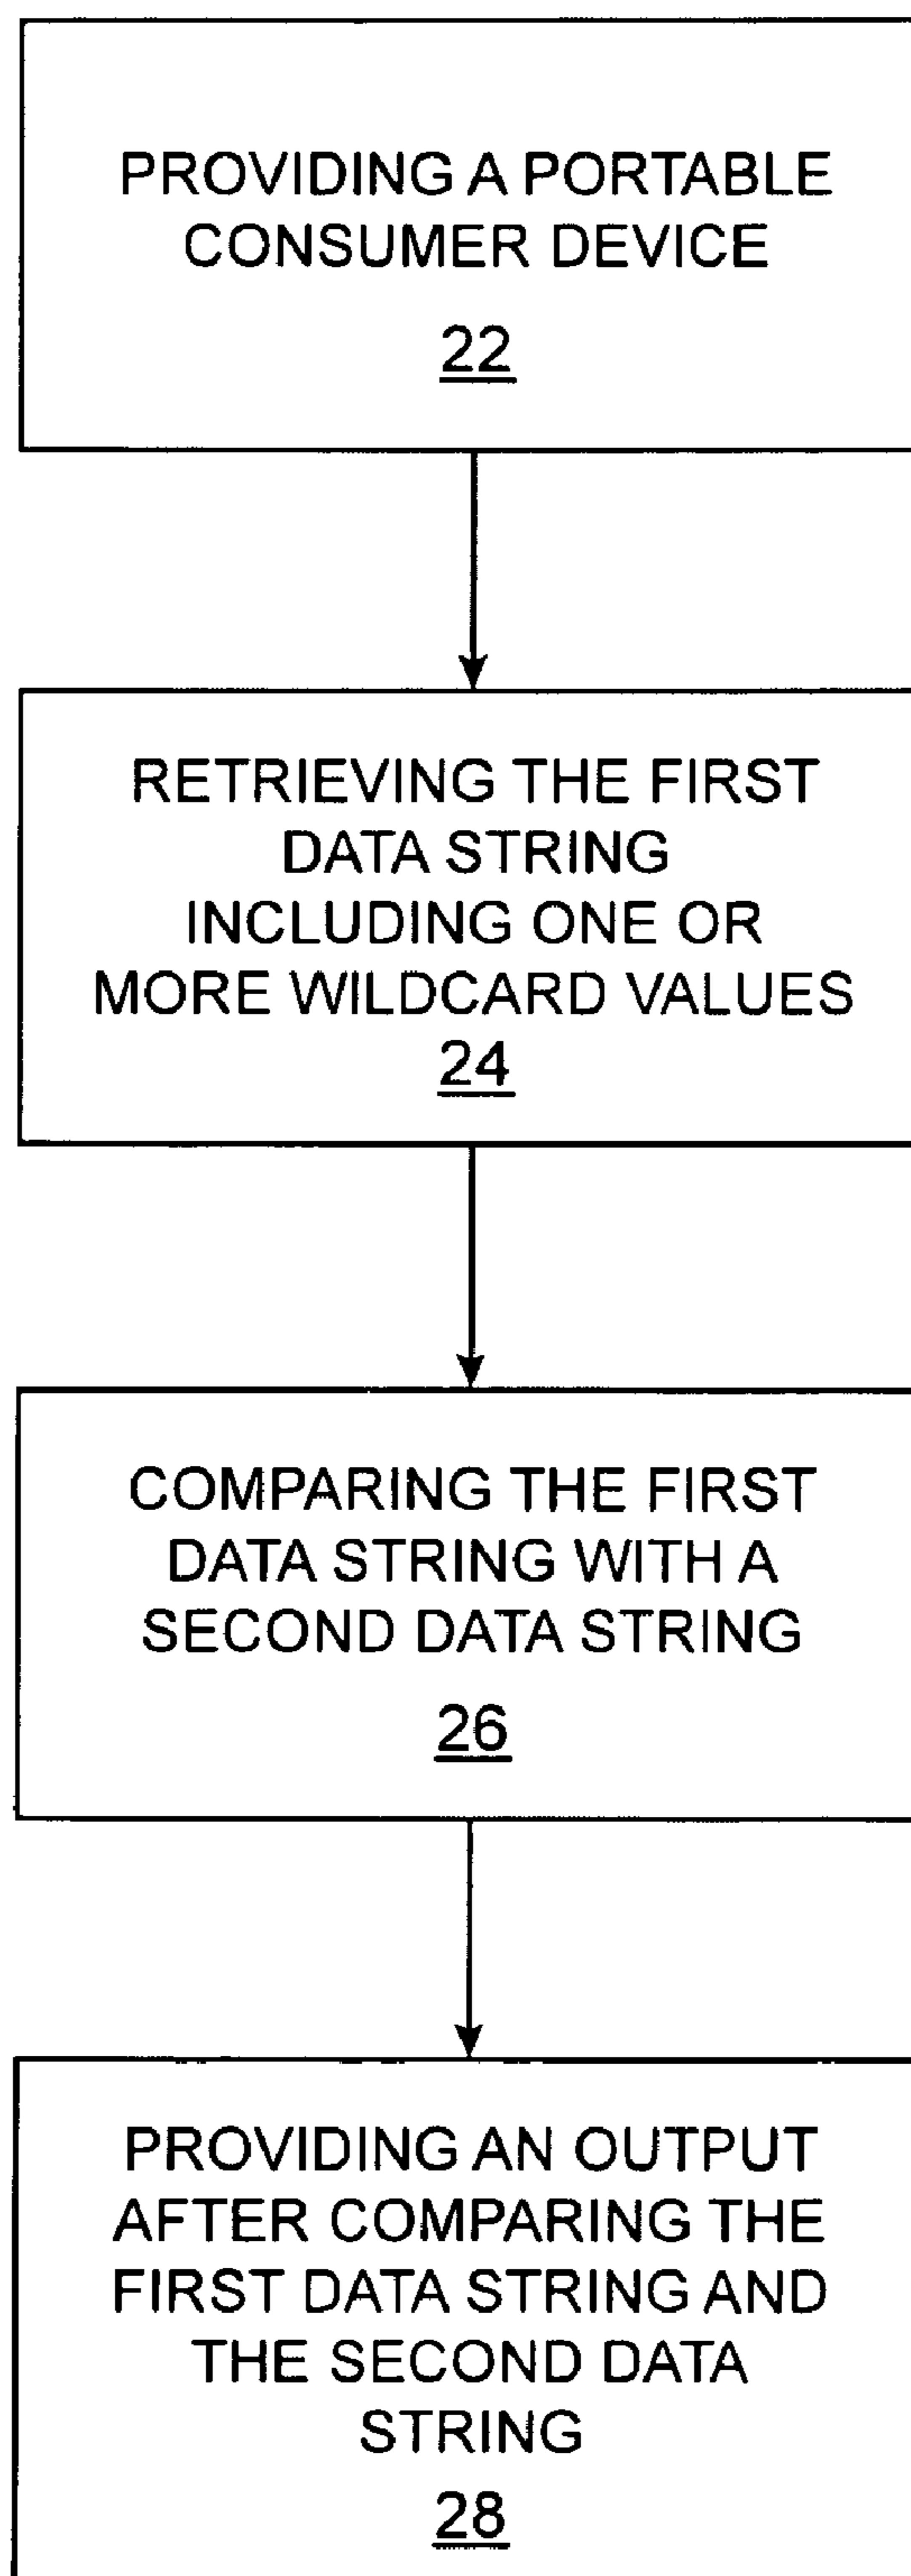 PROVIDING A PORTABLE
CONSUMER DEVICE
22
RETRIEVING THE FIRST
DATA STRING
INCLUDING ONE OR
MORE WILDCARD VALUES
24
COMPARING THE FIRST
DATA STRING WITH A
SECOND DATA STRING
26
PROVIDING AN OUTPUT
AFTER COMPARING THE
FIRST DATA STRING AND
THE SECOND DATA
STRING
28